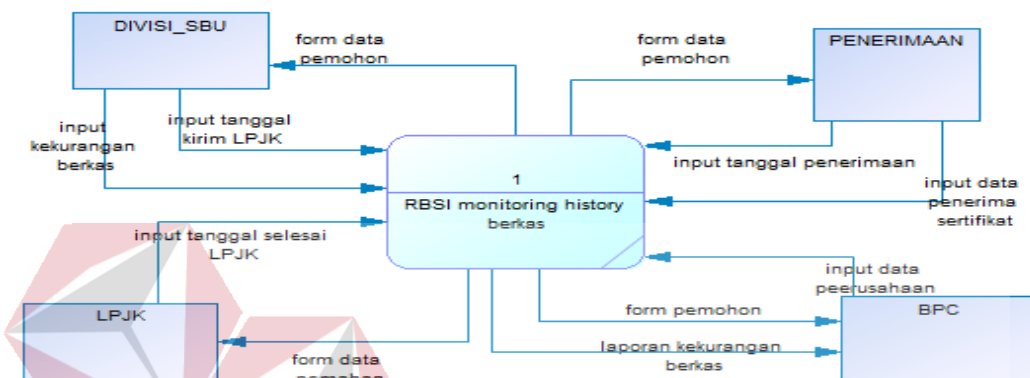 DIVISI_SBU
form data
pemohon
form data
pemohon
PENERIMAAN
input
kekurangan
berkas
input tanggal
kirim LPJK
input tanggal penerimaan
input data
penerima
sertifikat
1
RBSI monitoring history
berkas
input tanggal selesai
LPJK
input data
peerusahaan
LPJK
form data
pemohon
form pemohon
laporan kekurangan
berkas
BPC